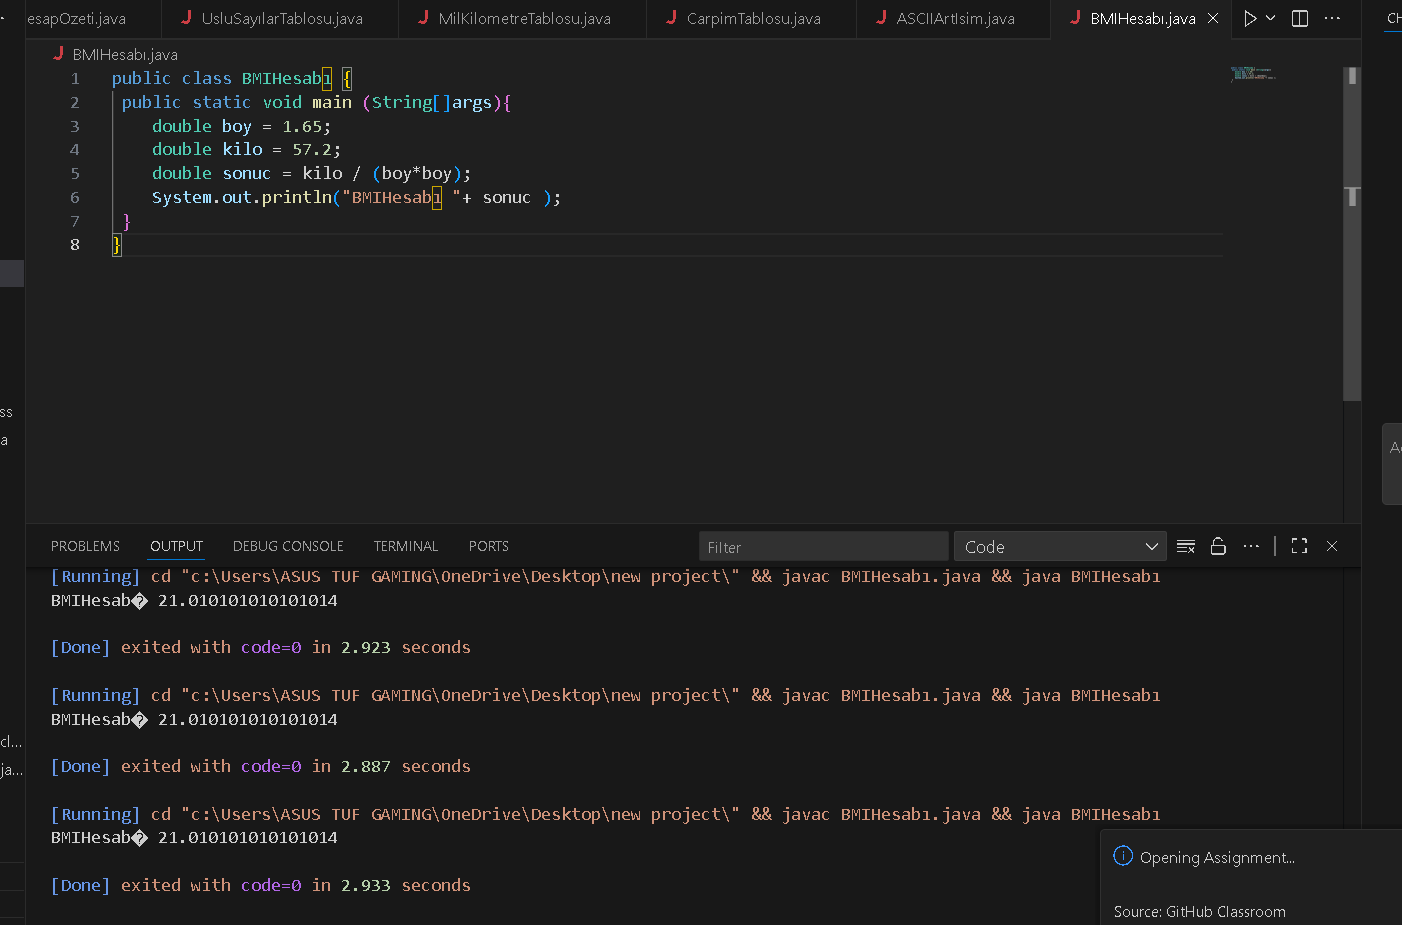 esapOzeti.java UsluSayılarTablosu.java MilKilometreTablosu.java CarpimTablosu.java ASCIIArtIsim.java BMIHesabı.java
BMIHesabı.java
1 public class BMIHesabı {
2 public static void main (String[]args){
3 double boy = 1.65;
4 double kilo = 57.2;
5 double sonuc = kilo / (boy*boy);
6 System.out.println("BMIHesabı "+ sonuc );
7 }
8 }
ss
a
PROBLEMS OUTPUT DEBUG CONSOLE TERMINAL PORTS Filter Code
[Running] cd "c:\Users\ASUS TUF GAMING\OneDrive\Desktop\new project\" && javac BMIHesabı.java && java BMIHesabı
BMIHesab� 21.010101010101014
[Done] exited with code=0 in 2.923 seconds
[Running] cd "c:\Users\ASUS TUF GAMING\OneDrive\Desktop\new project\" && javac BMIHesabı.java && java BMIHesabı
BMIHesab� 21.010101010101014
cl...
[Done] exited with code=0 in 2.887 seconds
ja...
[Running] cd "c:\Users\ASUS TUF GAMING\OneDrive\Desktop\new project\" && javac BMIHesabı.java && java BMIHesabı
BMIHesab� 21.010101010101014
[Done] exited with code=0 in 2.933 seconds
Opening Assignment...
Source: GitHub Classroom